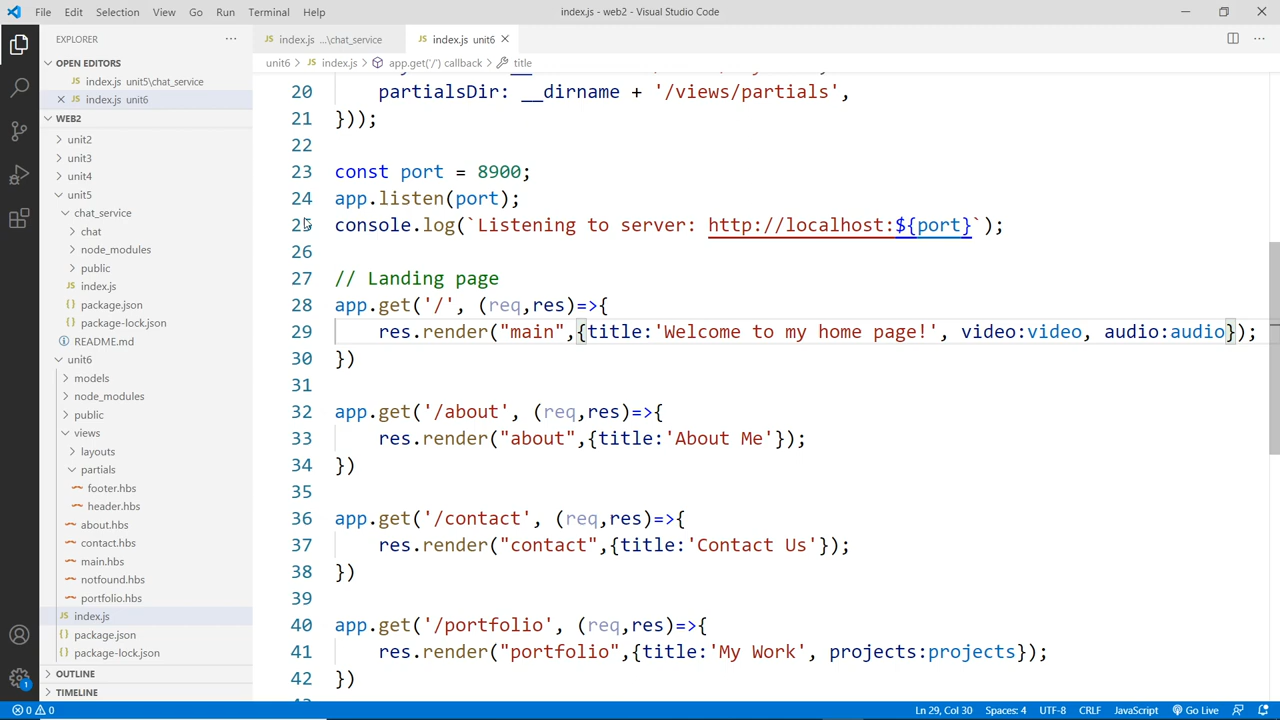 File Edit Selection View Go Run Terminal Help
index.js - web2 - Visual Studio Code
EXPLORER
OPEN EDITORS
index.js unit5\chat_service
index.js unit6
WEB2
unit2
unit3
unit4
unit5
chat_service
chat
node_modules
public
JS index.js
package.json
package-lock.json
README.md
unit6
models
node_modules
public
views
layouts
partials
footer.hbs
header.hbs
about.hbs
contact.hbs
main.hbs
notfound.hbs
portfolio.hbs
JS index.js
package.json
package-lock.json
OUTLINE
TIMELINE
JS index.js ...\chat_service
JS index.js unit6
unit6 > JS index.js > app.get('/') callback > title
20 partialsDir: __dirname + '/views/partials',
21 }));
22
23 const port = 8900;
24 app.listen(port);
25 console.log(`Listening to server: http://localhost:${port}`);
26
27 // Landing page
28 app.get('/', (req,res)=>{
29 res.render("main",{title:'Welcome to my home page!', video:video, audio:audio});
30 })
31
32 app.get('/about', (req,res)=>{
33 res.render("about",{title:'About Me'});
34 })
35
36 app.get('/contact', (req,res)=>{
37 res.render("contact",{title:'Contact Us'});
38 })
39
40 app.get('/portfolio', (req,res)=>{
41 res.render("portfolio",{title:'My Work', projects:projects});
42 })
0 0
Ln 29, Col 30 Spaces: 4 UTF-8 CRLF JavaScript Go Live